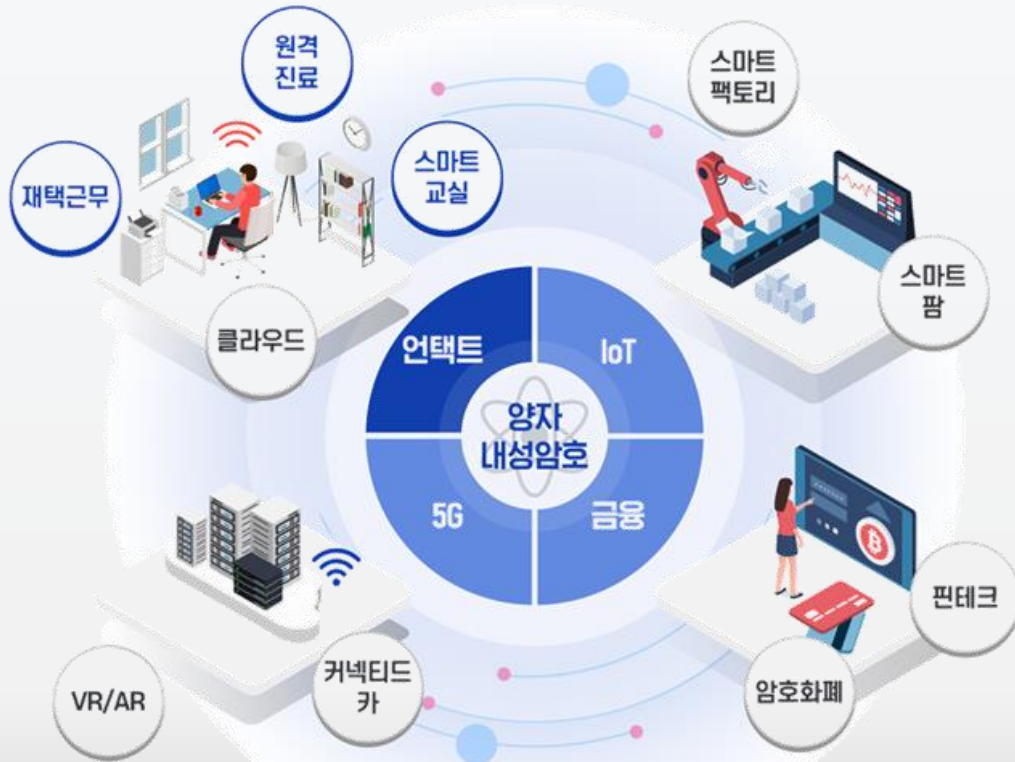 원격
진료
스마트
팩토리
재택근무
스마트
교실
스마트
팜
클라우드
언택트
IoT
양자
내성암호
5G
금융
핀테크
커넥티드
카
VR/AR
암호화폐